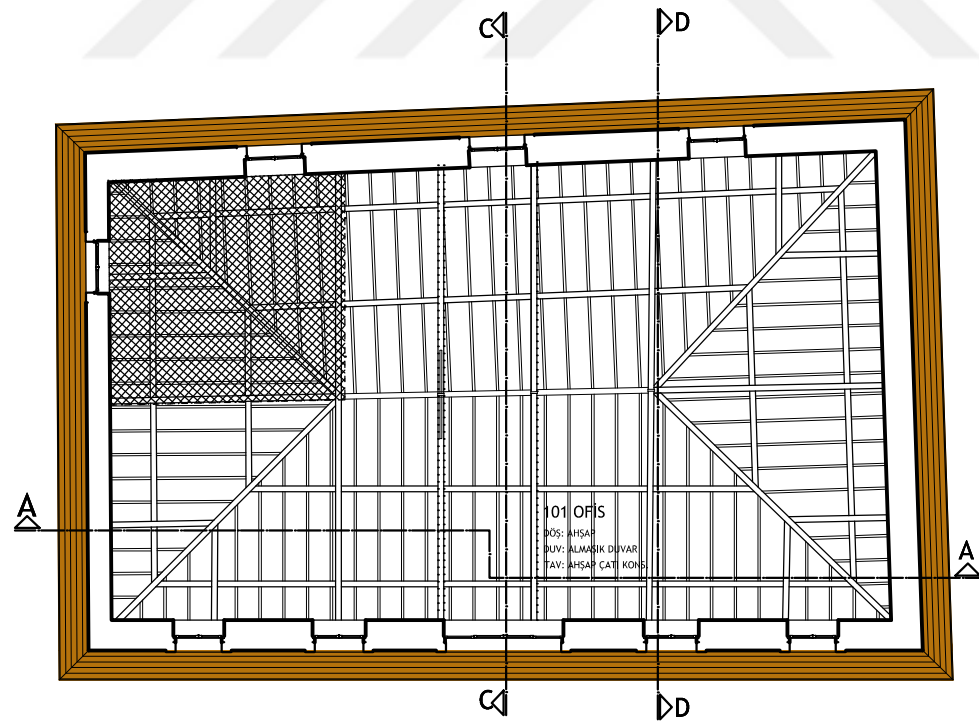 C D
A
101 OFİS
DÖŞ: AHŞAP
DUV: ALMAŞIK DUVAR
TAV: AHŞAP ÇATI KONS.
A
C D